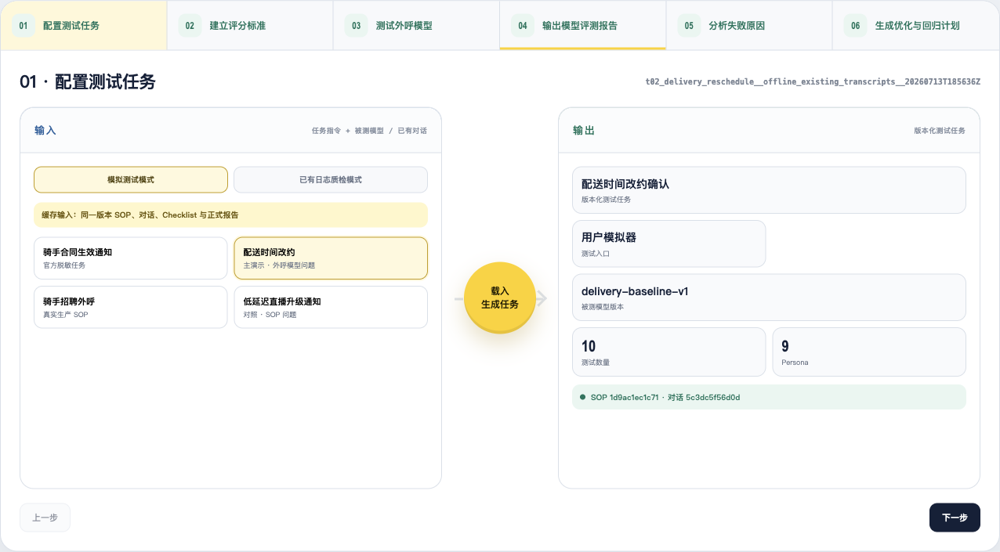 01 配置测试任务
02 建立评分标准
03 测试外呼模型
04 输出模型评测报告
05 分析失败原因
06 生成优化与回归计划
01 · 配置测试任务
t02_delivery_reschedule__offline_existing_transcripts__20260713T185636Z
输入
任务指令 + 被测模型 / 已有对话
模拟测试模式
已有日志质检模式
缓存输入：同一版本 SOP、对话、Checklist 与正式报告
骑手合同生效通知
官方脱敏任务
配送时间改约
主演示 · 外呼模型问题
骑手招聘外呼
真实生产 SOP
低延迟直播升级通知
对照 · SOP 问题
载入
生成任务
输出
版本化测试任务
配送时间改约确认
版本化测试任务
用户模拟器
测试入口
delivery-baseline-v1
被测模型版本
10
测试数量
9
Persona
SOP 1d9ac1ec1c71 · 对话 5c3dc5f56d0d
上一步
下一步